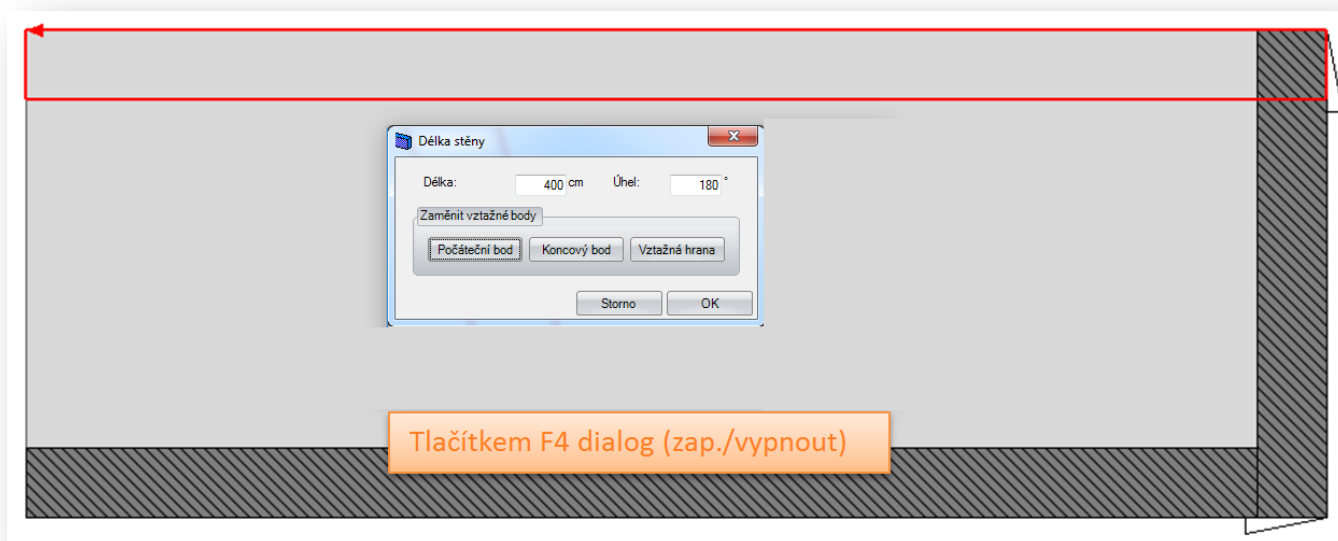 Délka stěny
Délka: 400 cm Úhel: 180 °
Zaměnit vztažné body
Počáteční bod Koncový bod Vztažná hrana
Storno OK
Tlačítkem F4 dialog (zap./vypnout)